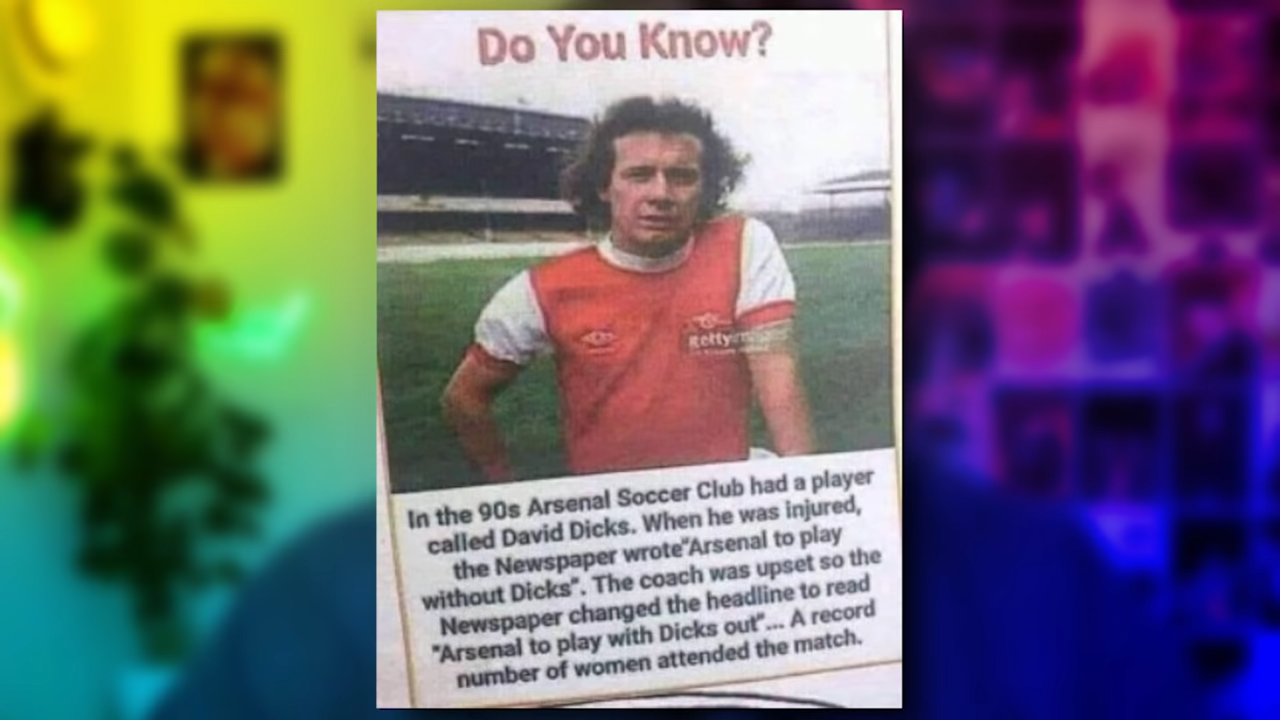 Do You Know?
gettyimages
In the 90s Arsenal Soccer Club had a player
called David Dicks. When he was injured,
the Newspaper wrote"Arsenal to play
without Dicks". The coach was upset so the
Newspaper changed the headline to read
"Arsenal to play with Dicks out"... A record
number of women attended the match.